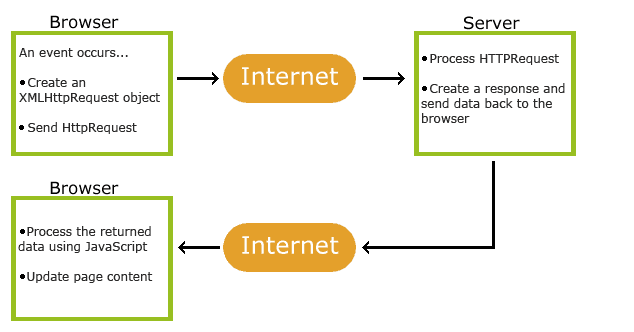 Browser
An event occurs...
•Create an
XMLHttpRequest object
•Send HttpRequest
Internet
Server
•Process HTTPRequest
•Create a response and
send data back to the
browser
Browser
•Process the returned
data using JavaScript
•Update page content
Internet